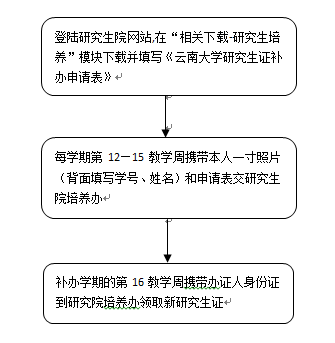 登陆研究生院网站,在“相关下载-研究生培
养”模块下载并填写《云南大学研究生证补
办申请表》
每学期第 12—15 教学周携带本人一寸照片
（背面填写学号、姓名）和申请表交研究生
院培养办
补办学期的第 16 教学周携带办证人身份证
到研究院培养办领取新研究生证